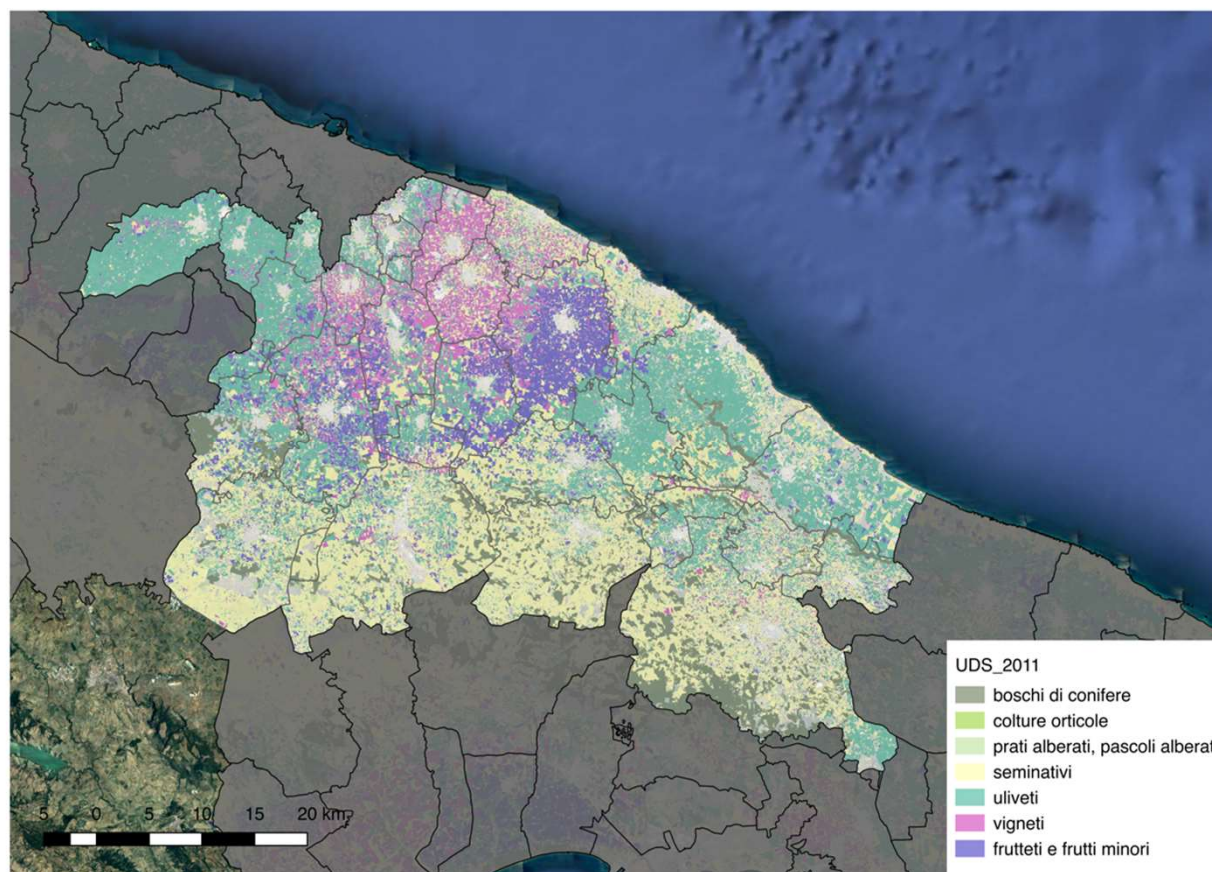 UDS_2011
boschi di conifere
colture orticole
prati alberati, pascoli alberat
seminativi
uliveti
vigneti
frutteti e frutti minori
5 0 5 10 15 20 km